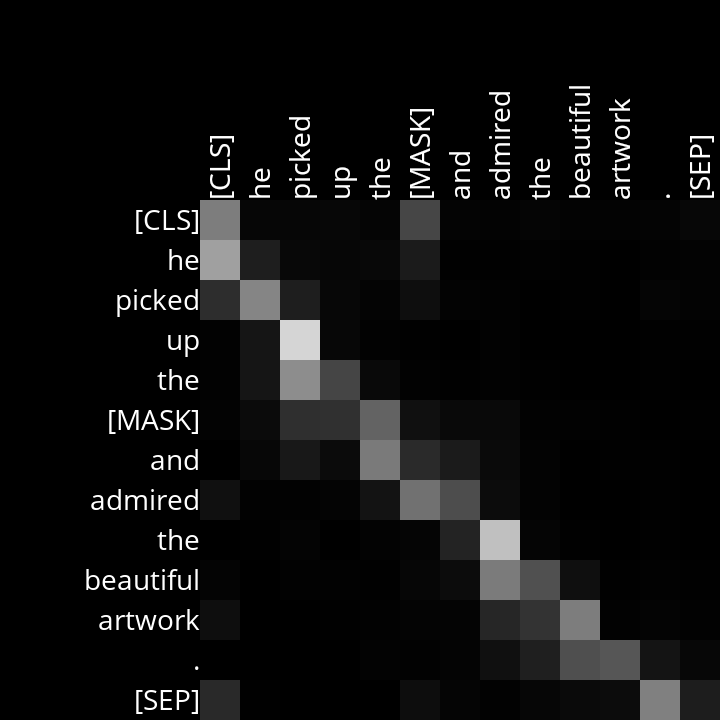 [CLS] he picked up the [MASK] and admired the beautiful artwork . [SEP]
[CLS]
he
picked
up
the
[MASK]
and
admired
the
beautiful
artwork
.
[SEP]